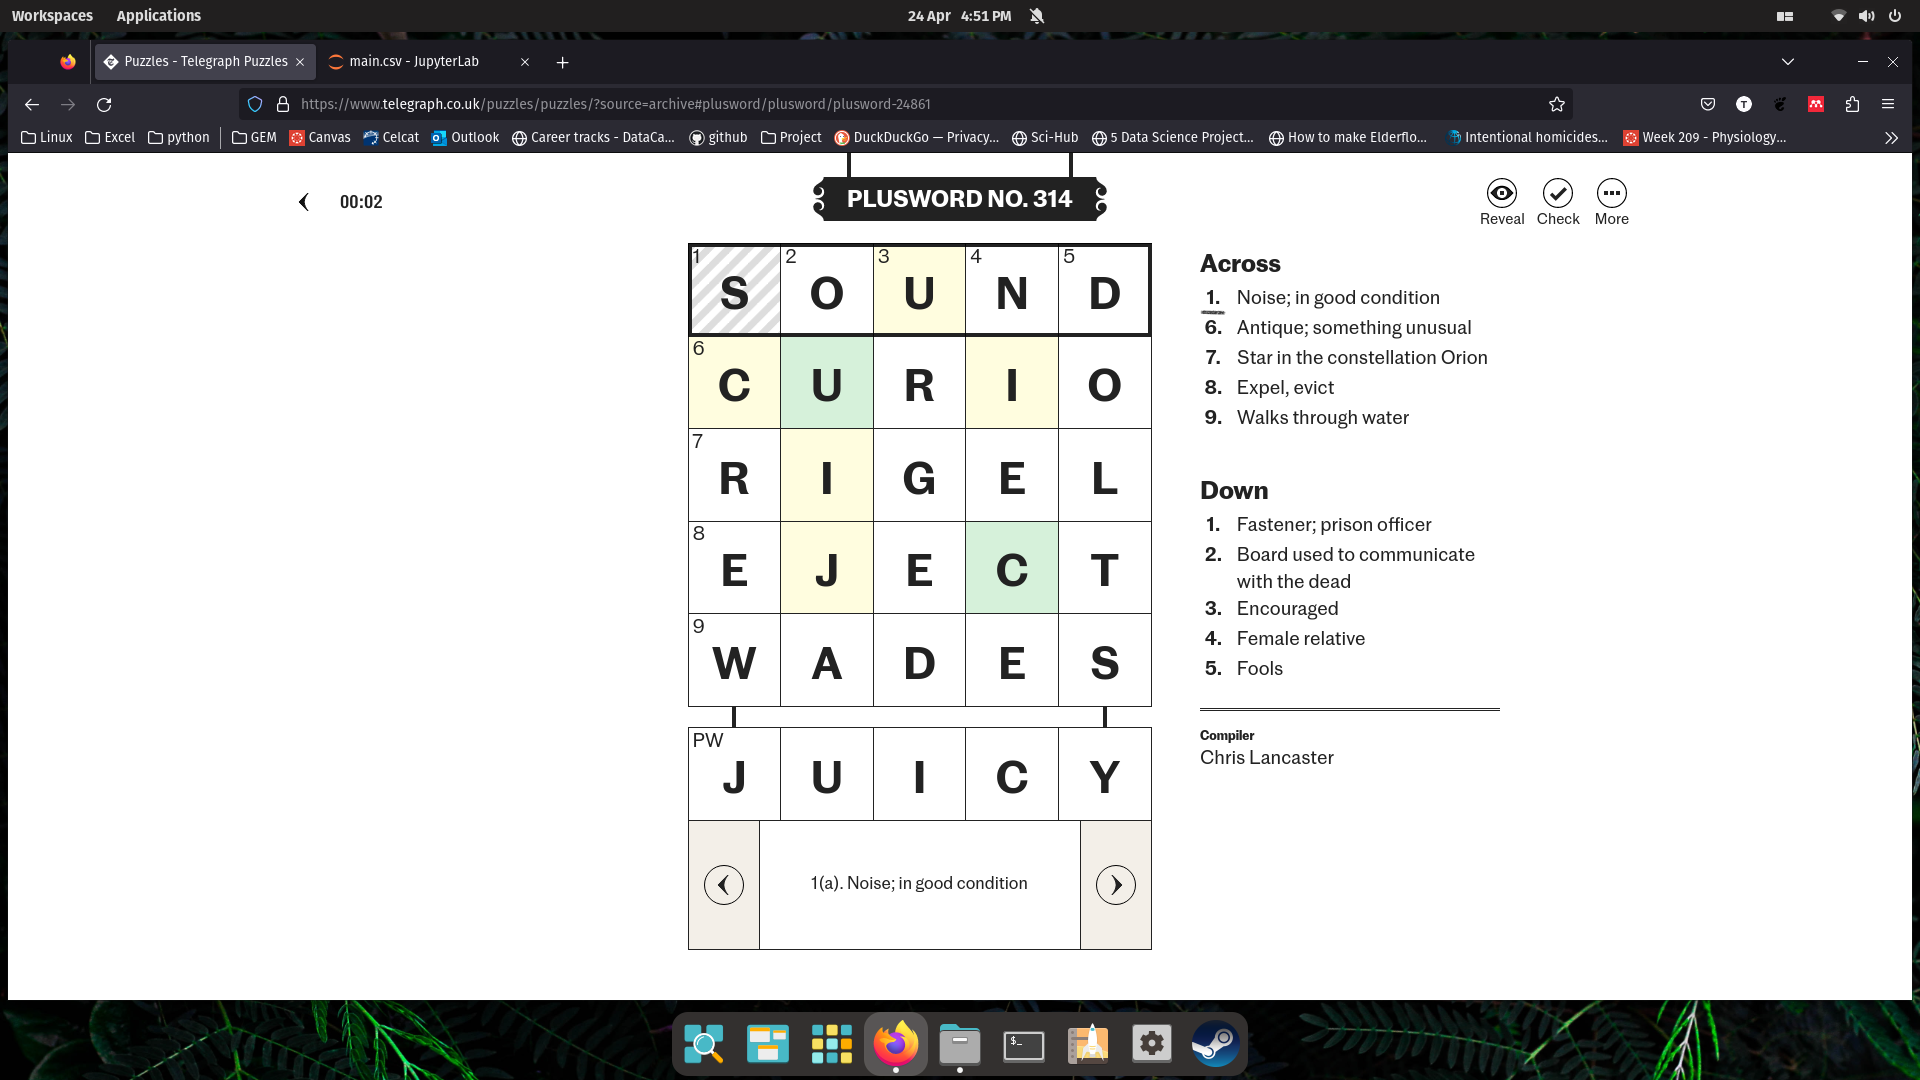 Workspaces Applications 24 Apr 4:51 PM
Puzzles - Telegraph Puzzles main.csv - JupyterLab
https://www.telegraph.co.uk/puzzles/puzzles/?source=archive#plusword/plusword/plusword-24861
Linux Excel python GEM Canvas Celcat Outlook Career tracks - DataCa... github Project DuckDuckGo — Privacy... Sci-Hub 5 Data Science Project... How to make Elderflo... Intentional homicides... Week 209 - Physiology...
00:02
PLUSWORD NO. 314
Reveal Check More
1 S 2 O 3 U 4 N 5 D
6 C U R I O
7 R I G E L
8 E J E C T
9 W A D E S
PW J U I C Y
1(a). Noise; in good condition
Across
1. Noise; in good condition
6. Antique; something unusual
7. Star in the constellation Orion
8. Expel, evict
9. Walks through water
Down
1. Fastener; prison officer
2. Board used to communicate
with the dead
3. Encouraged
4. Female relative
5. Fools
Compiler
Chris Lancaster